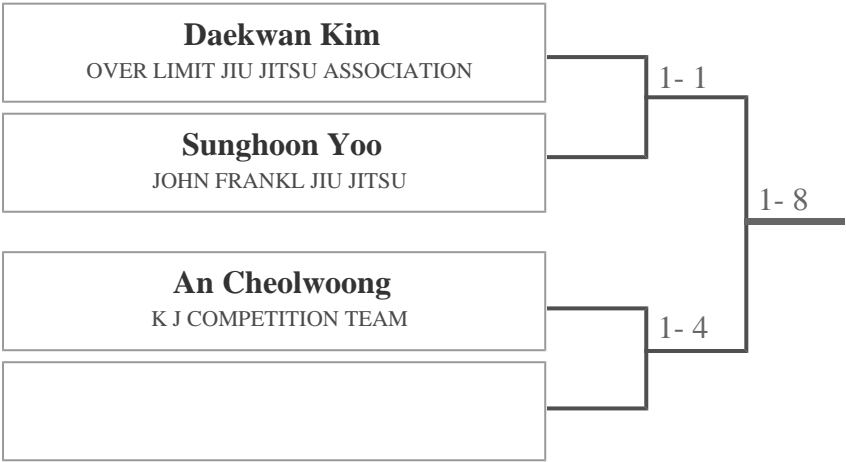 Daekwan Kim
OVER LIMIT JIU JITSU ASSOCIATION
1- 1
Sunghoon Yoo
JOHN FRANKL JIU JITSU
1- 8
An Cheolwoong
K J COMPETITION TEAM
1- 4